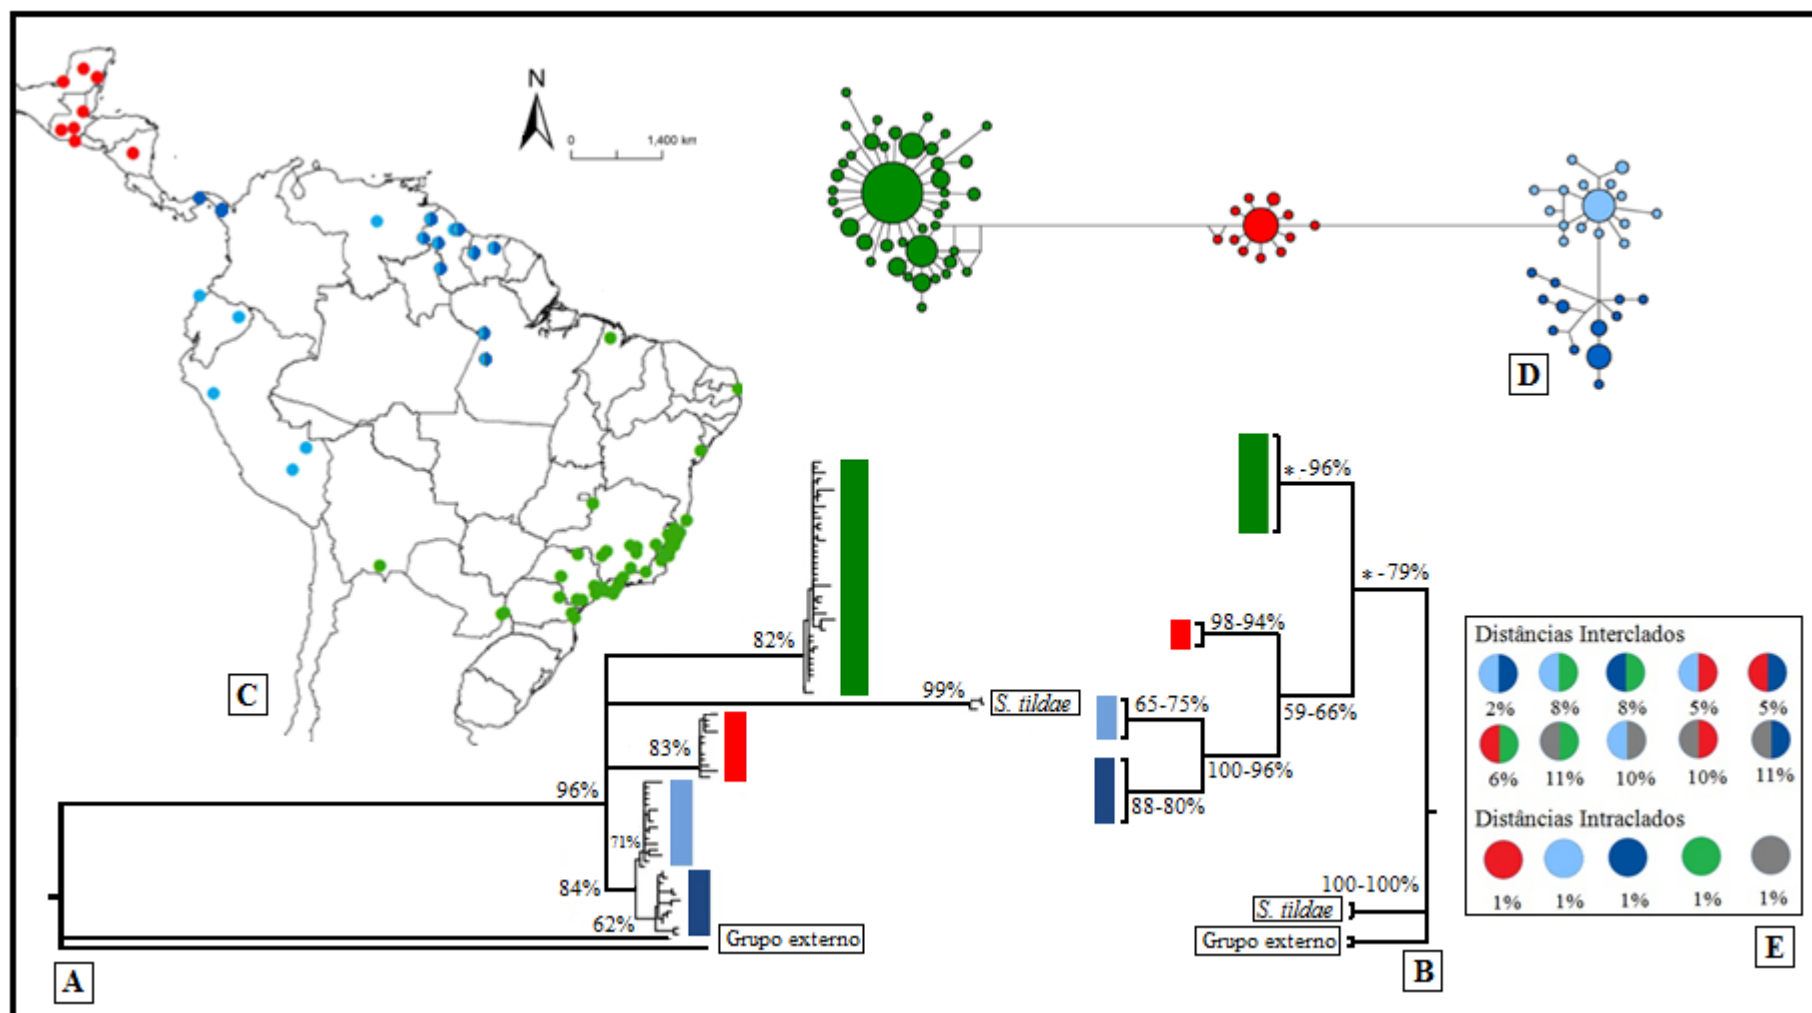 N
0
1,400 km
D
C
82%
99%
S. tildae
83%
96%
71%
84%
62%
Grupo externo
A
* -96%
* -79%
98-94%
65-75%
59-66%
100-96%
88-80%
100-100%
S. tildae
Grupo externo
B
Distâncias Interclados
2% 8% 8% 5% 5%
6% 11% 10% 10% 11%
Distâncias Intraclados
1% 1% 1% 1% 1%
E